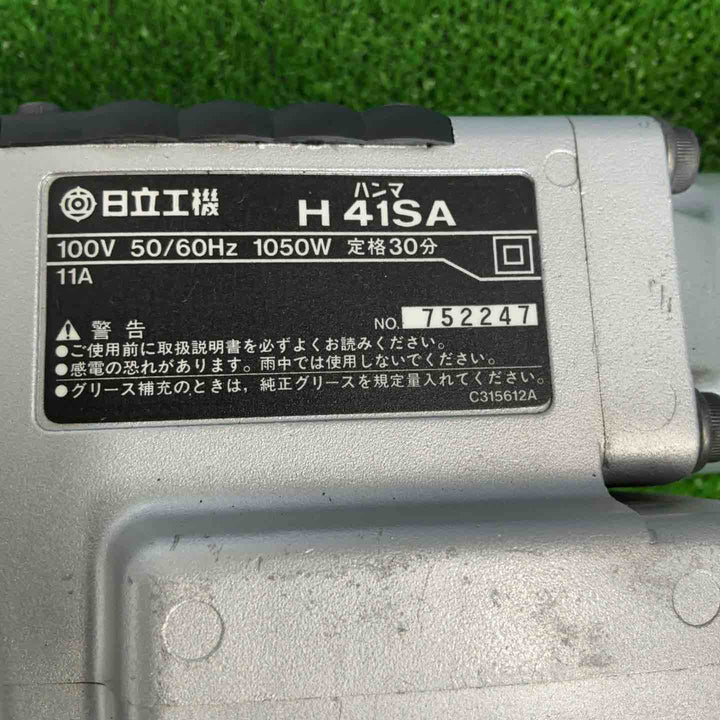 日立工機
ハンマ
H 41SA
100V 50/60Hz 1050W 定格30分
11A
警告
NO. 752247
●ご使用前に取扱説明書を必ずよくお読みください。
●感電の恐れがあります。雨中では使用しないでください。
●グリース補充のときは，純正グリースを規定量入れてください。
C315612A